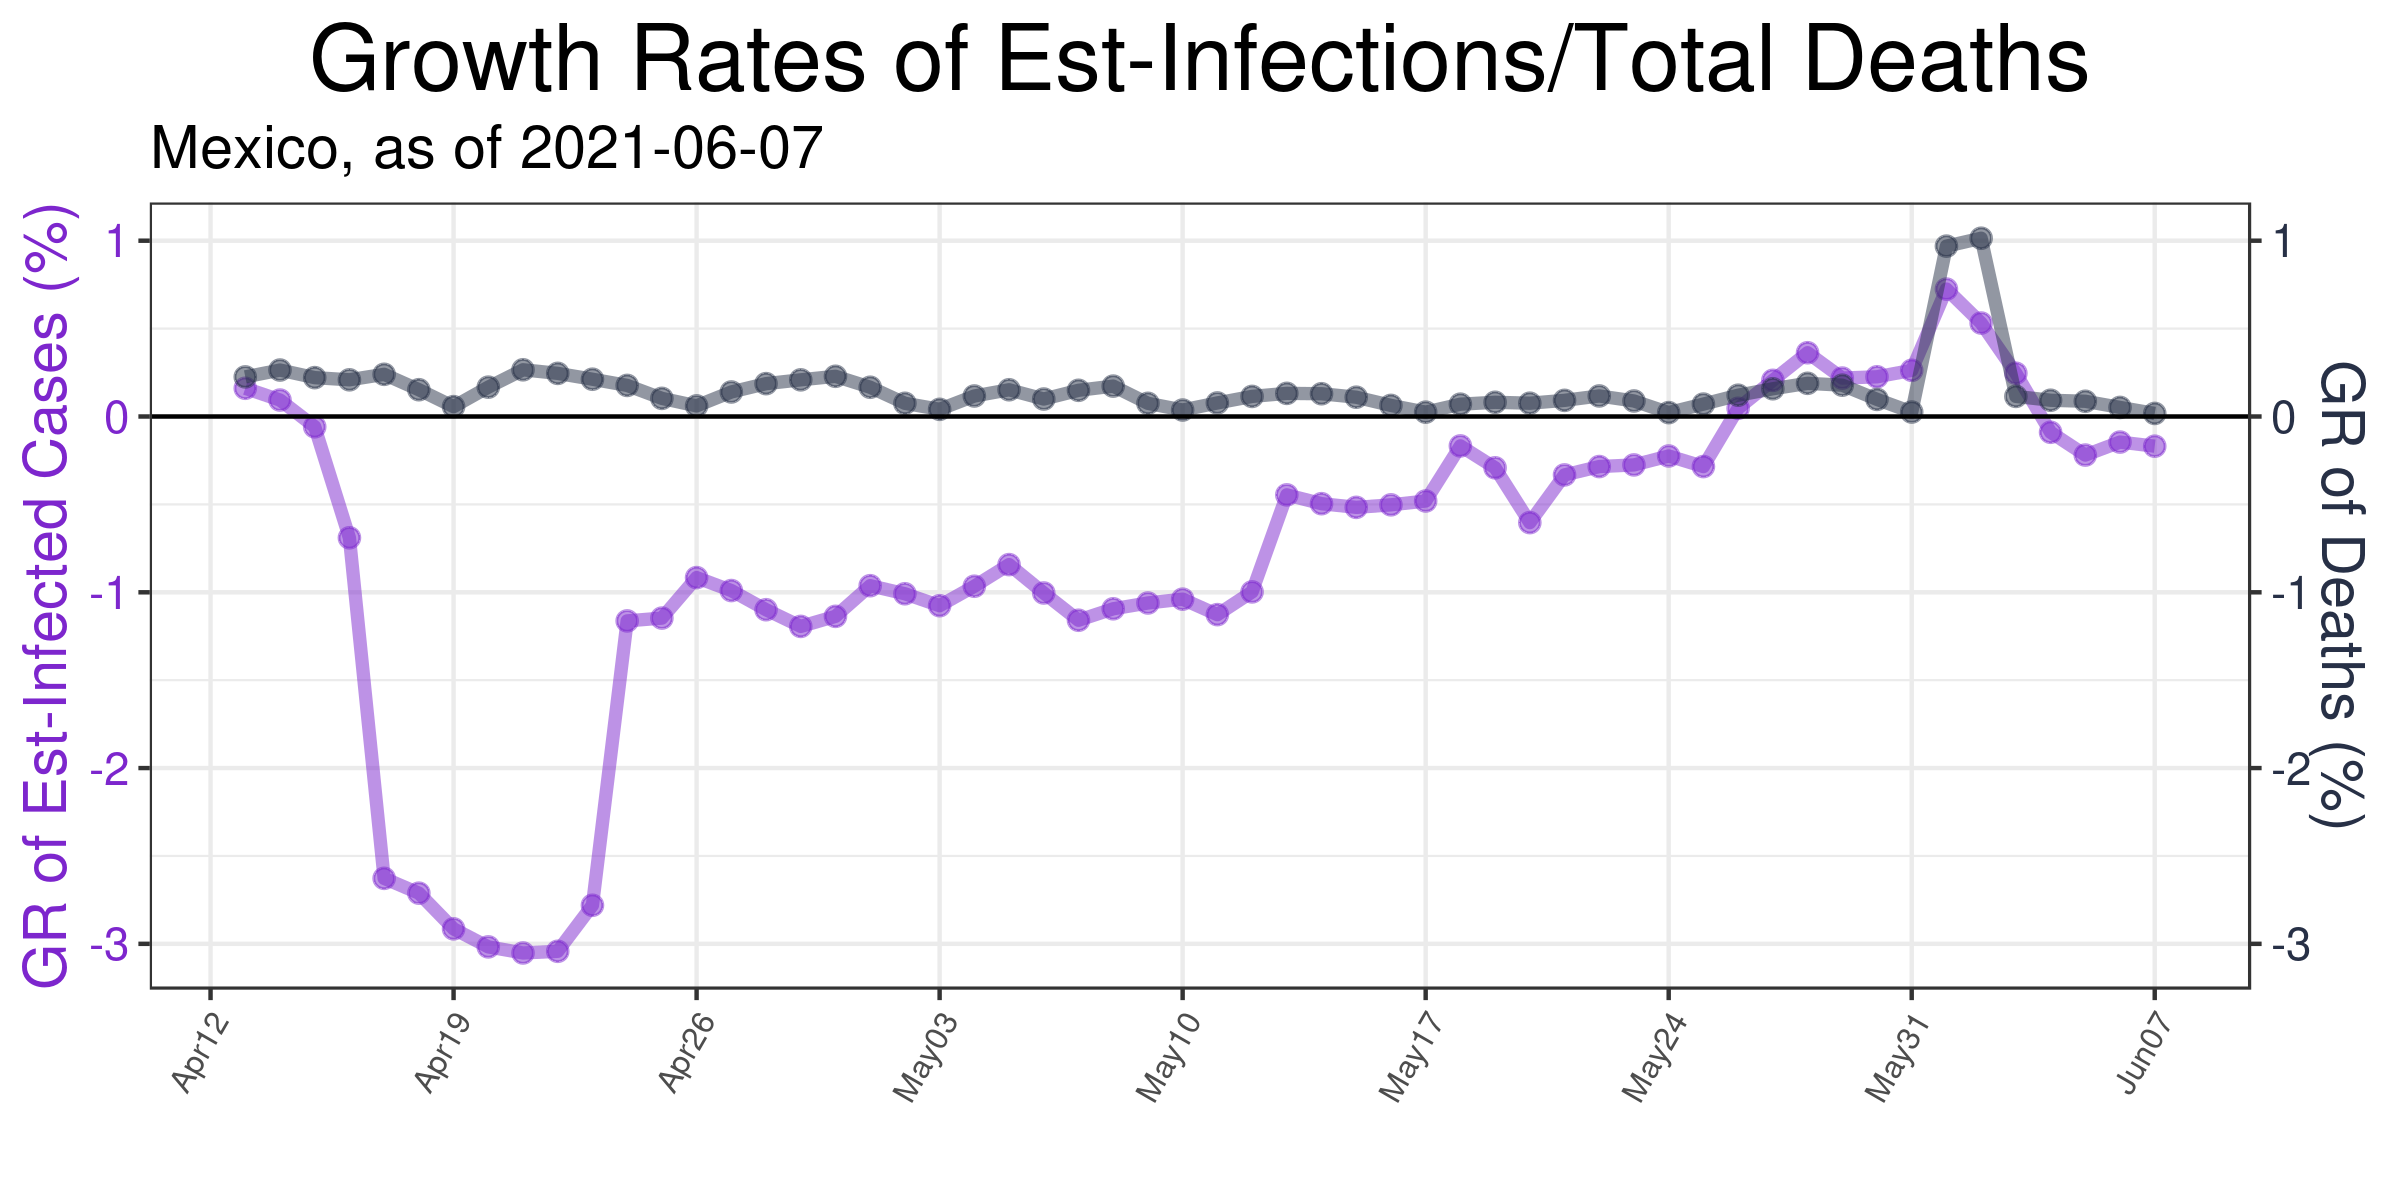 Growth Rates of Est-Infections/Total Deaths
Mexico, as of 2021-06-07
GR of Est-Infected Cases (%)
1
0
-1
-2
-3
1
0
-1
-2
-3
GR of Deaths (%)
Apr12
Apr19
Apr26
May03
May10
May17
May24
May31
Jun07